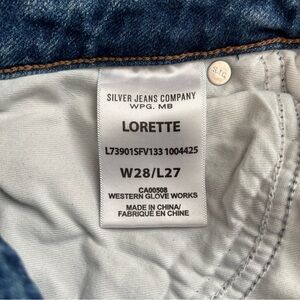 SILVER JEANS COMPANY
WPG. MB
LORETTE
L73901SFV133 1004425
W28/L27
CA00508
WESTERN GLOVE WORKS
MADE IN CHINA/
FABRIQUÉ EN CHINE